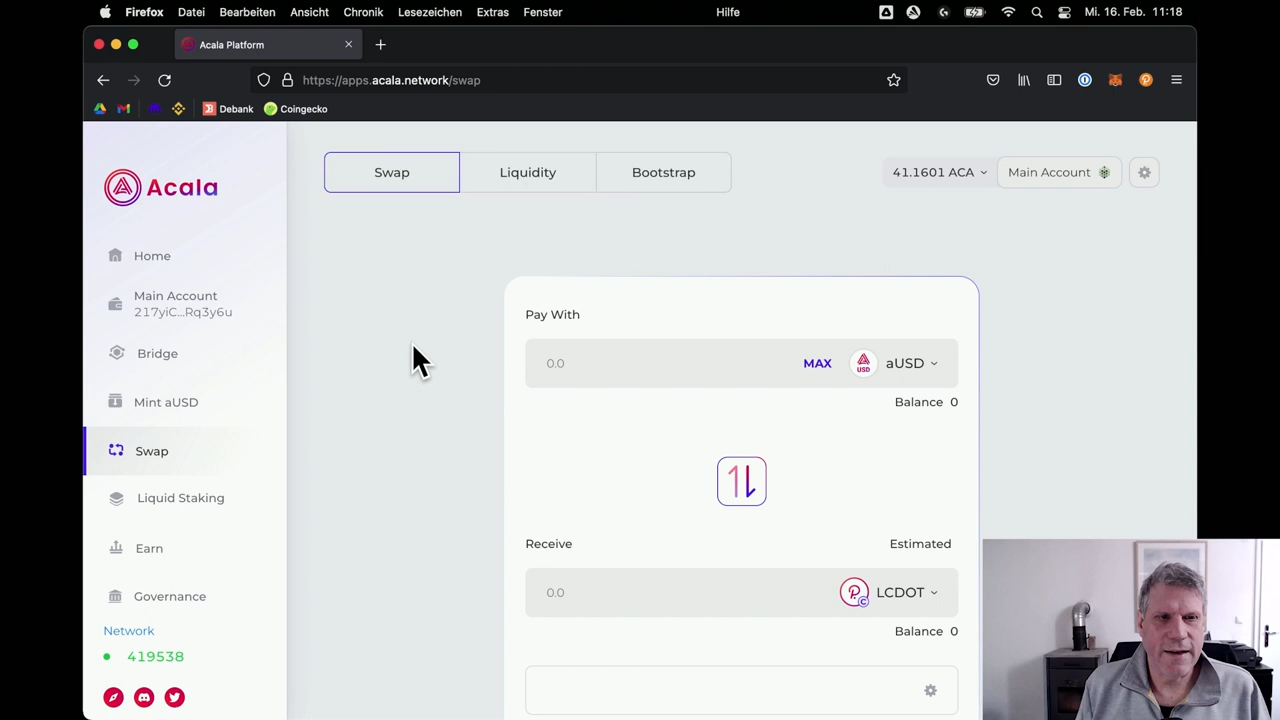 Firefox Datei Bearbeiten Ansicht Chronik Lesezeichen Extras Fenster Hilfe Mi. 16. Feb. 11:18
Acala Platform
https://apps.acala.network/swap
Debank Coingecko
Acala
Swap Liquidity Bootstrap 41.1601 ACA Main Account
Home
Main Account
217yiC...Rq3y6u
Bridge
Mint aUSD
Swap
Liquid Staking
Earn
Governance
Network
419538
Pay With
0.0 MAX USD aUSD
Balance 0
Receive Estimated
0.0 LCDOT
Balance 0